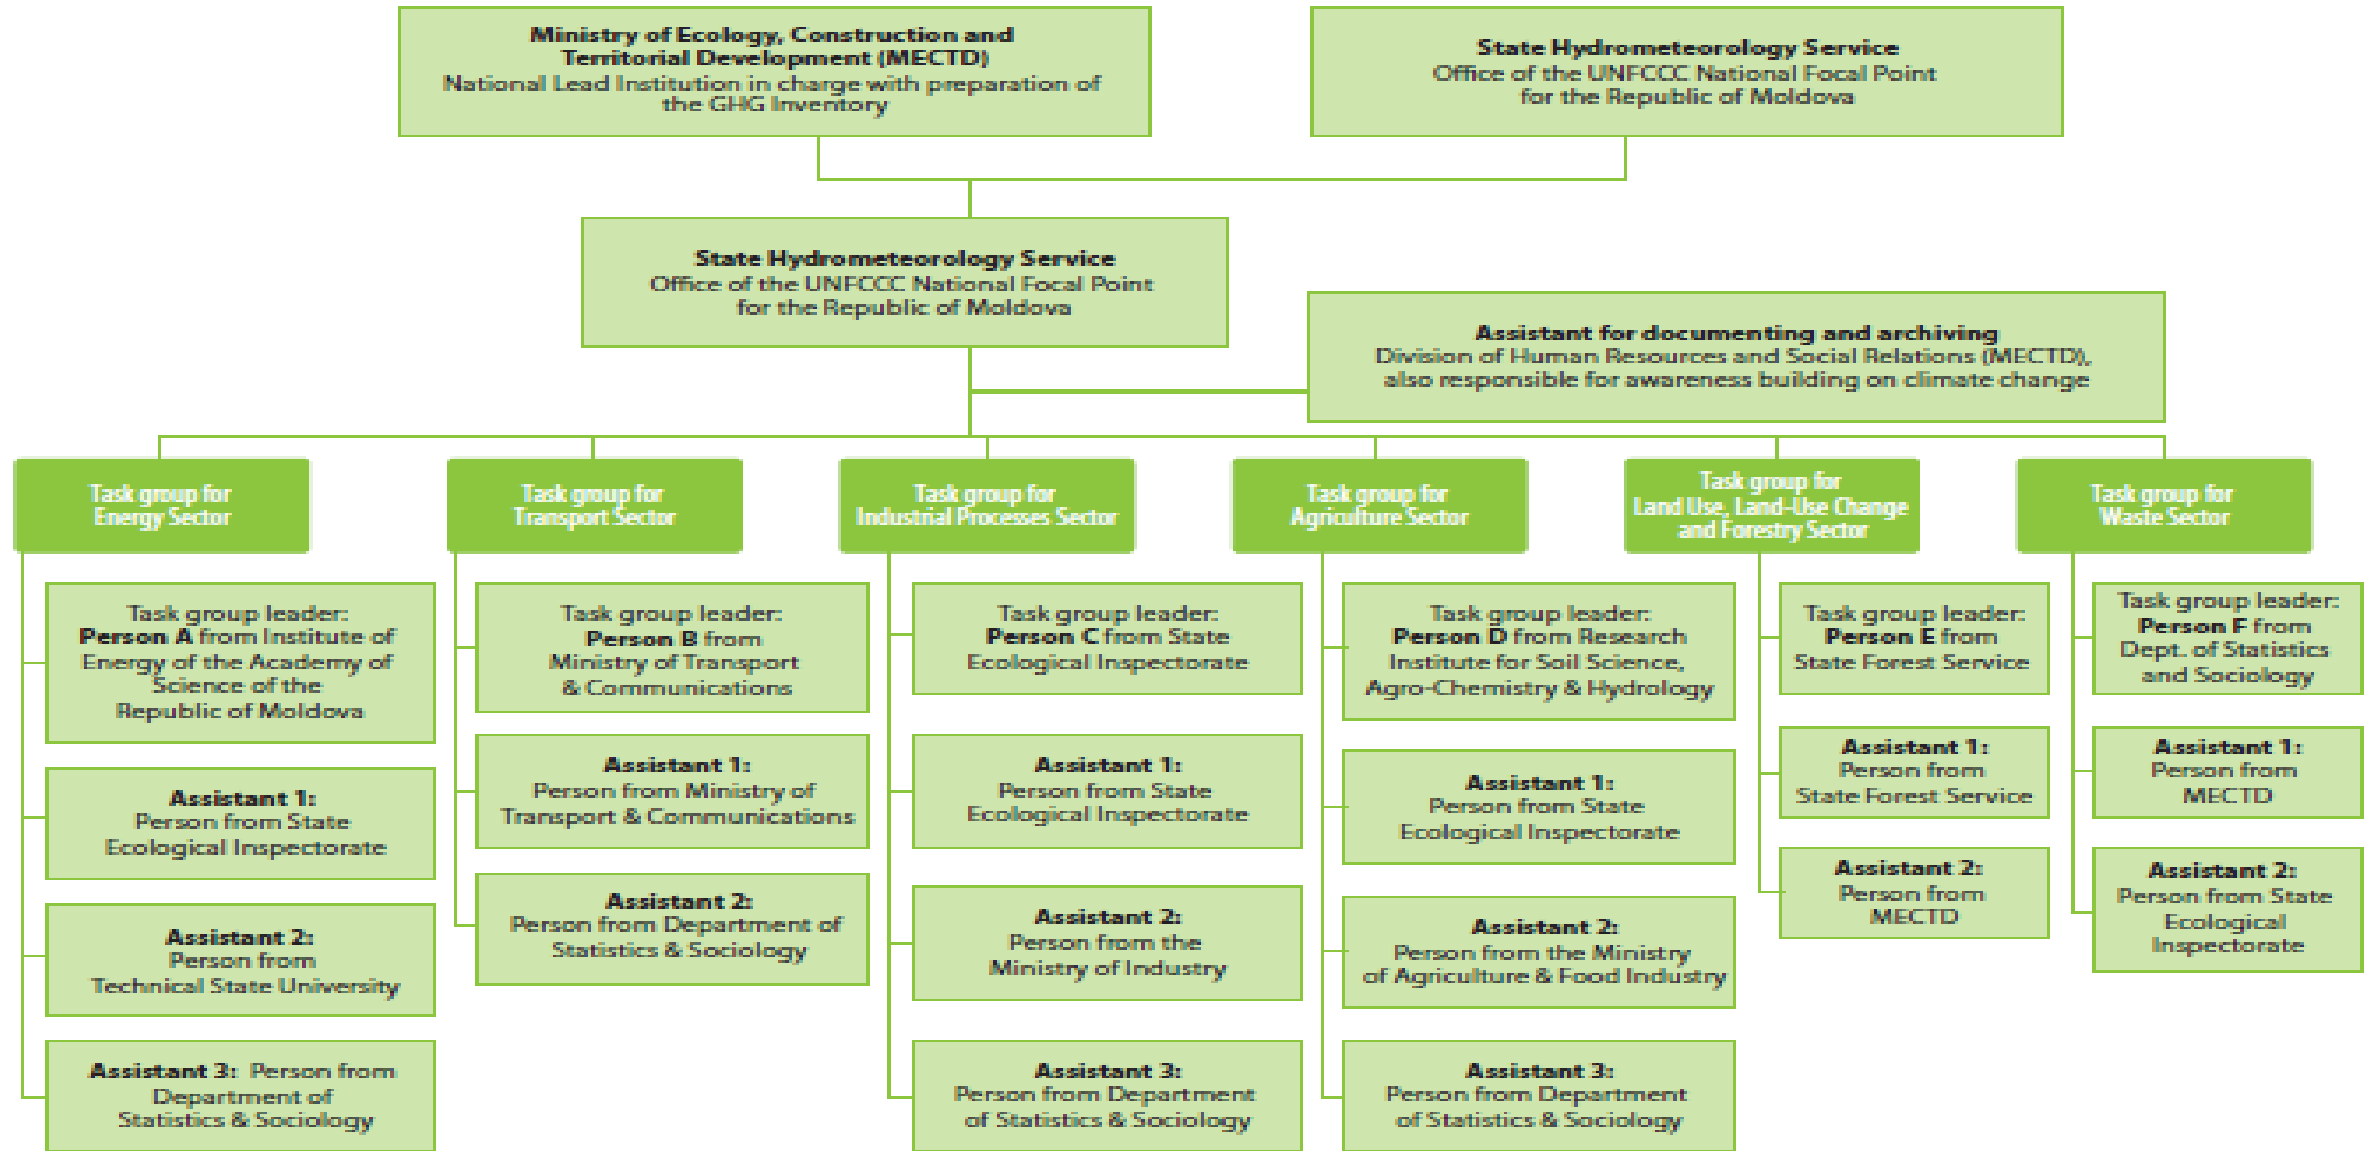 Ministry of Ecology, Construction and
Territorial Development (MECTD)
National Lead Institution in charge with preparation of
the GHG Inventory
State Hydrometeorology Service
Office of the UNFCCC National Focal Point
for the Republic of Moldova
State Hydrometeorology Service
Office of the UNFCCC National Focal Point
for the Republic of Moldova
Assistant for documenting and archiving
Division of Human Resources and Social Relations (MECTD),
also responsible for awareness building on climate change
Task group for
Energy Sector
Task group leader:
Person A from Institute of
Energy of the Academy of
Science of the
Republic of Moldova
Assistant 1:
Person from State
Ecological Inspectorate
Assistant 2:
Person from
Technical State University
Assistant 3: Person from
Department of
Statistics & Sociology
Task group for
Transport Sector
Task group leader:
Person B from
Ministry of Transport
& Communications
Assistant 1:
Person from Ministry of
Transport & Communications
Assistant 2:
Person from Department of
Statistics & Sociology
Task group for
Industrial Processes Sector
Task group leader:
Person C from State
Ecological Inspectorate
Assistant 1:
Person from State
Ecological Inspectorate
Assistant 2:
Person from the
Ministry of Industry
Assistant 3:
Person from Department
of Statistics & Sociology
Task group for
Agriculture Sector
Task group leader:
Person D from Research
Institute for Soil Science,
Agro-Chemistry & Hydrology
Assistant 1:
Person from State
Ecological Inspectorate
Assistant 2:
Person from the Ministry
of Agriculture & Food Industry
Assistant 3:
Person from Department
of Statistics & Sociology
Task group for
Land Use, Land-Use Change
and Forestry Sector
Task group leader:
Person E from
State Forest Service
Assistant 1:
Person from
State Forest Service
Assistant 2:
Person from
MECTD
Task group for
Waste Sector
Task group leader:
Person F from
Dept. of Statistics
and Sociology
Assistant 1:
Person from
MECTD
Assistant 2:
Person from State
Ecological
Inspectorate